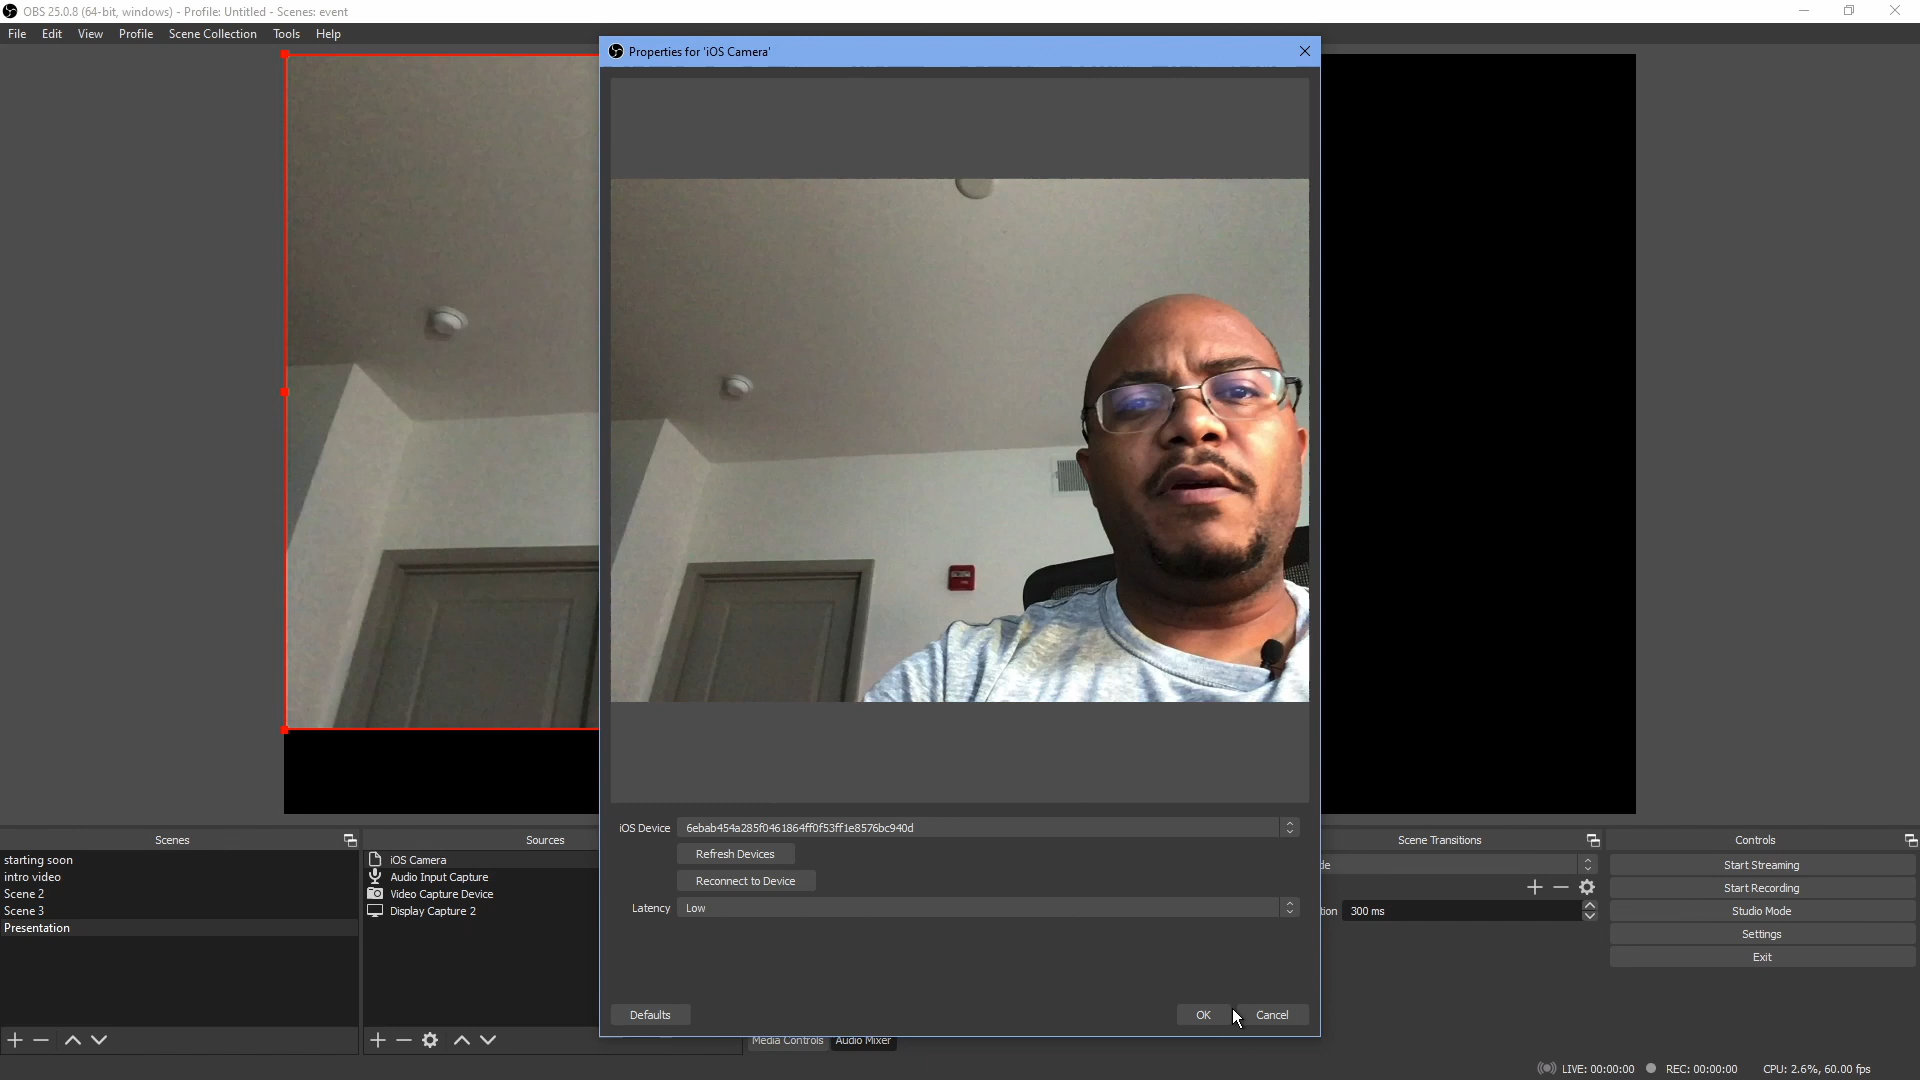 OBS 25.0.8 (64-bit, windows) - Profile: Untitled - Scenes: event
File Edit View Profile Scene Collection Tools Help
Properties for 'iOS Camera'
iOS Device 6ebab454a285f0461864ff0f53ff1e8576bc940d
Refresh Devices
Reconnect to Device
Latency Low
Defaults OK Cancel
Scenes
starting soon
intro video
Scene 2
Scene 3
Presentation
Sources
iOS Camera
Audio Input Capture
Video Capture Device
Display Capture 2
Media Controls Audio Mixer
Scene Transitions
300 ms
Controls
Start Streaming
Start Recording
Studio Mode
Settings
Exit
LIVE: 00:00:00 REC: 00:00:00 CPU: 2.6%, 60.00 fps